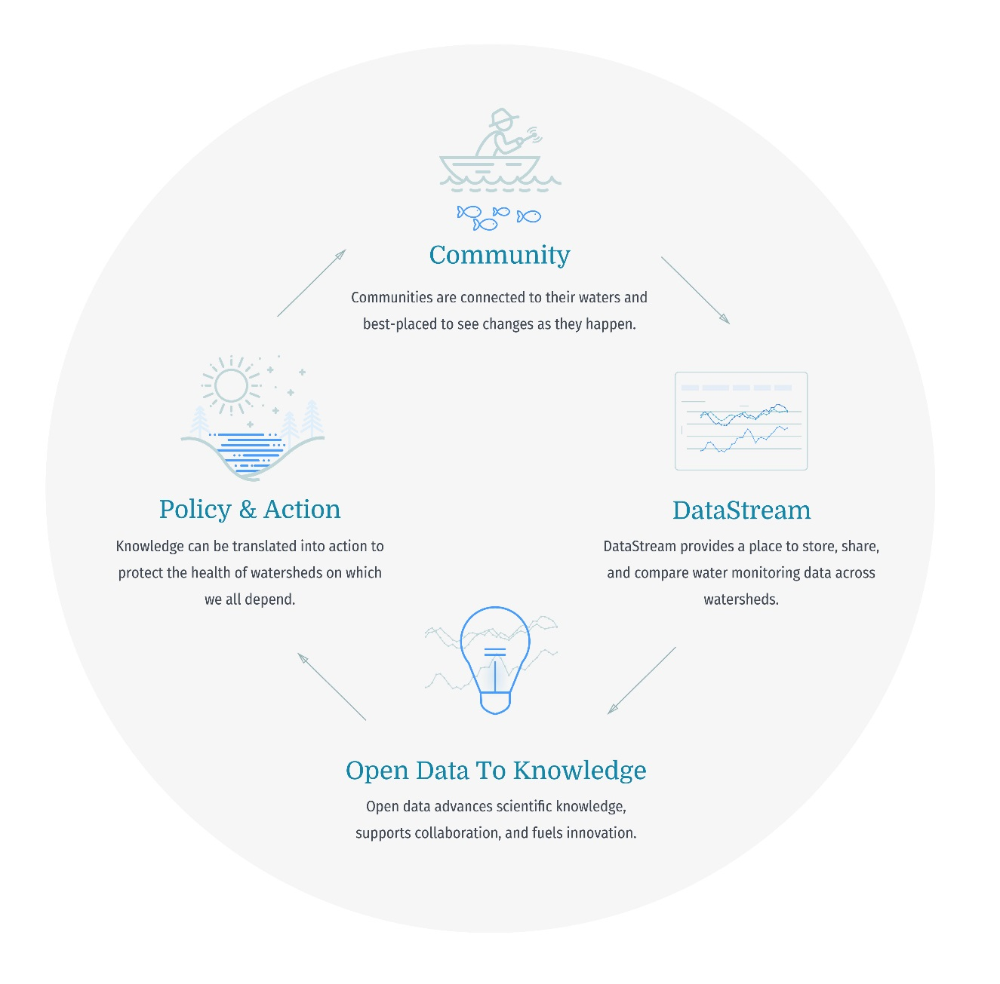 Community
Communities are connected to their waters and
best-placed to see changes as they happen.
Policy & Action
Knowledge can be translated into action to
protect the health of watersheds on which
we all depend.
DataStream
DataStream provides a place to store, share,
and compare water monitoring data across
watersheds.
Open Data To Knowledge
Open data advances scientific knowledge,
supports collaboration, and fuels innovation.